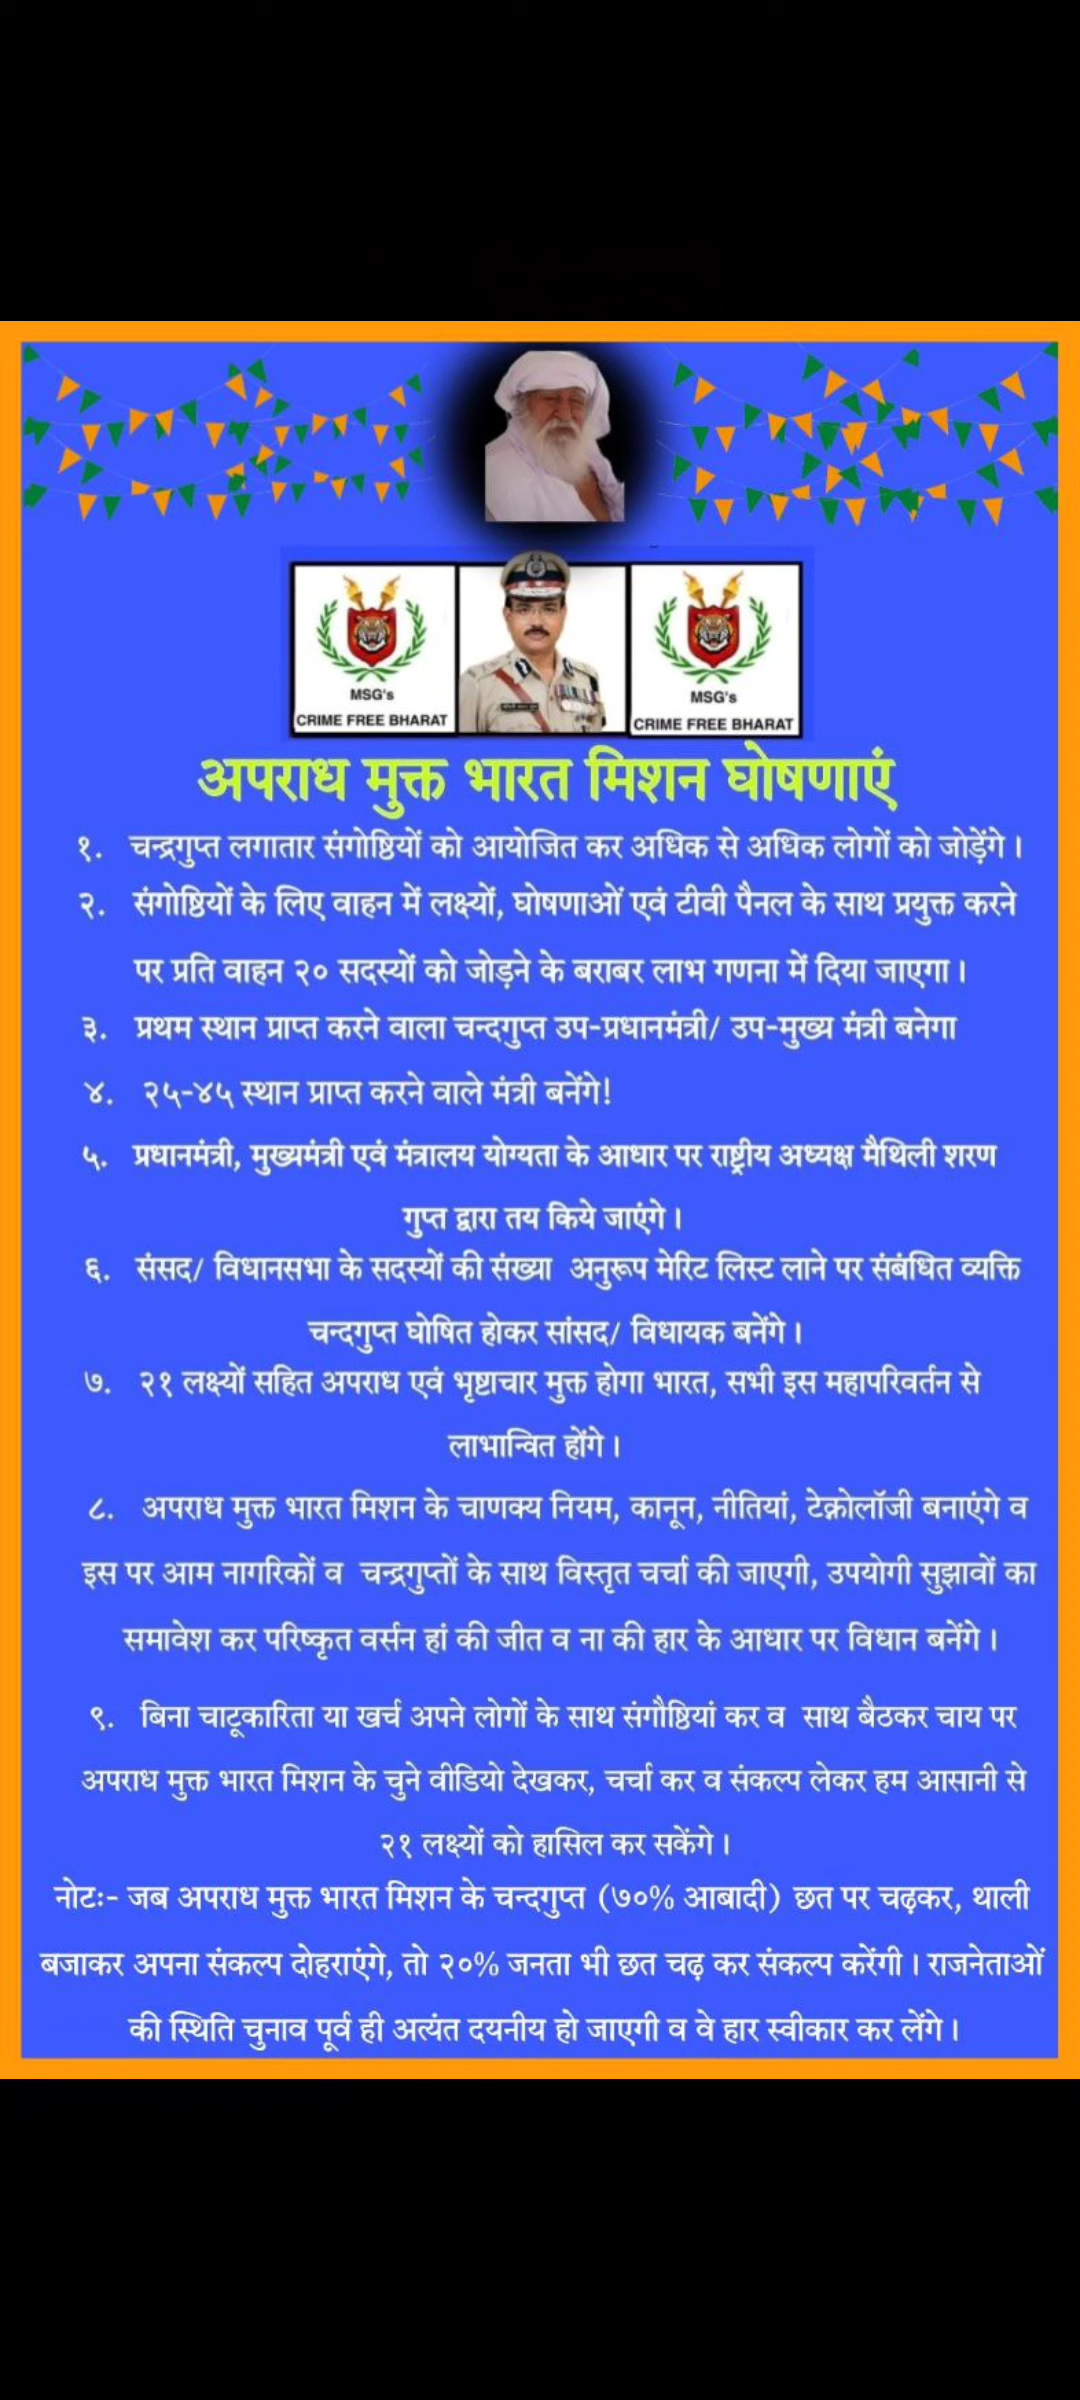 MSG's
CRIME FREE BHARAT
MSG's
CRIME FREE BHARAT
अपराध मुक्त भारत मिशन घोषणाएं
१. चन्द्रगुप्त लगातार संगोष्ठियों को आयोजित कर अधिक से अधिक लोगों को जोड़ेंगे।
२. संगोष्ठियों के लिए वाहन में लक्ष्यों, घोषणाओं एवं टीवी पैनल के साथ प्रयुक्त करने
पर प्रति वाहन २० सदस्यों को जोड़ने के बराबर लाभ गणना में दिया जाएगा।
३. प्रथम स्थान प्राप्त करने वाला चन्दगुप्त उप-प्रधानमंत्री/ उप-मुख्य मंत्री बनेगा
४. २५-४५ स्थान प्राप्त करने वाले मंत्री बनेंगे!
५. प्रधानमंत्री, मुख्यमंत्री एवं मंत्रालय योग्यता के आधार पर राष्ट्रीय अध्यक्ष मैथिली शरण
गुप्त द्वारा तय किये जाएंगे।
६. संसद/ विधानसभा के सदस्यों की संख्या अनुरूप मेरिट लिस्ट लाने पर संबंधित व्यक्ति
चन्दगुप्त घोषित होकर सांसद/ विधायक बनेंगे।
७. २१ लक्ष्यों सहित अपराध एवं भृष्टाचार मुक्त होगा भारत, सभी इस महापरिवर्तन से
लाभान्वित होंगे।
८. अपराध मुक्त भारत मिशन के चाणक्य नियम, कानून, नीतियां, टेक्नोलॉजी बनाएंगे व
इस पर आम नागरिकों व चन्द्रगुप्तों के साथ विस्तृत चर्चा की जाएगी, उपयोगी सुझावों का
समावेश कर परिष्कृत वर्सन हां की जीत व ना की हार के आधार पर विधान बनेंगे।
९. बिना चाटूकारिता या खर्च अपने लोगों के साथ संगौष्ठियां कर व साथ बैठकर चाय पर
अपराध मुक्त भारत मिशन के चुने वीडियो देखकर, चर्चा कर व संकल्प लेकर हम आसानी से
२१ लक्ष्यों को हासिल कर सकेंगे।
नोटः- जब अपराध मुक्त भारत मिशन के चन्दगुप्त (७०% आबादी) छत पर चढ़कर, थाली
बजाकर अपना संकल्प दोहराएंगे, तो २०% जनता भी छत चढ़ कर संकल्प करेंगी। राजनेताओं
की स्थिति चुनाव पूर्व ही अत्यंत दयनीय हो जाएगी व वे हार स्वीकार कर लेंगे।